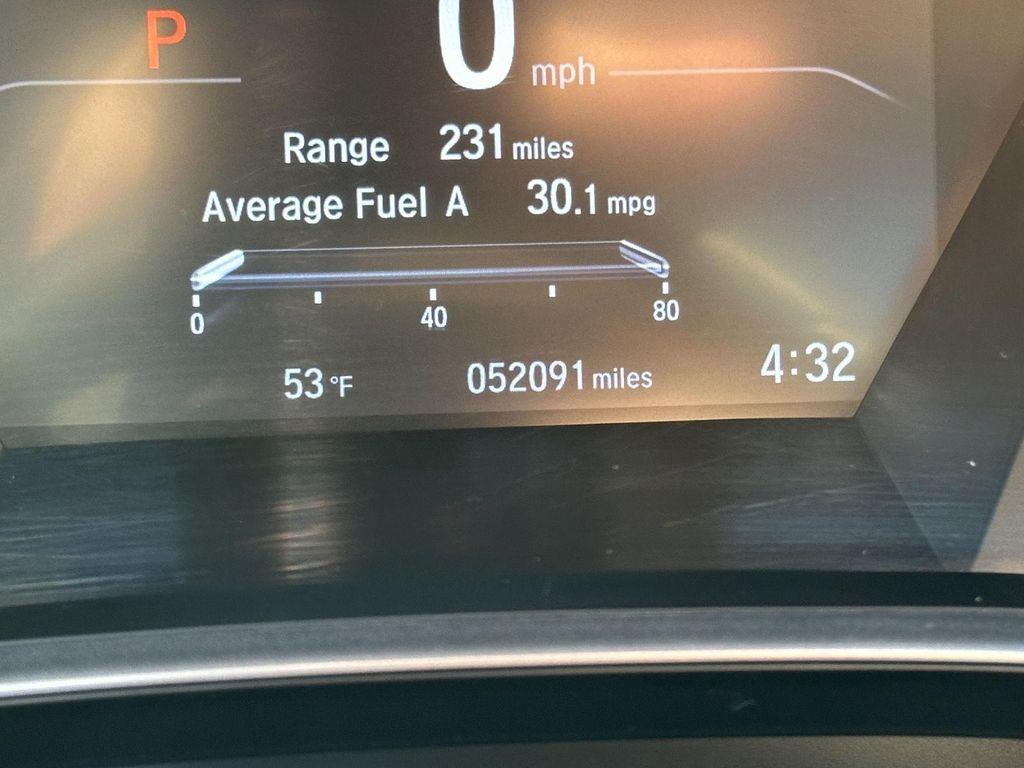 P 0 mph
Range 231 miles
Average Fuel A 30.1 mpg
0 40 80
53 °F 052091 miles 4:32